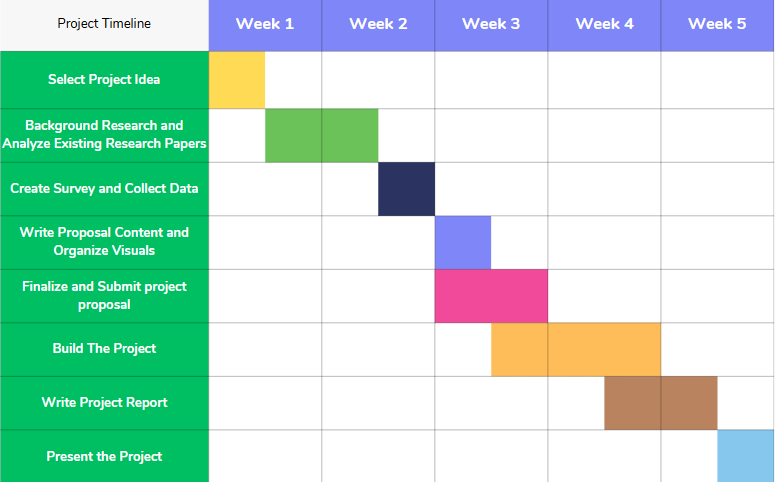 Project Timeline
Week 1
Week 2
Week 3
Week 4
Week 5
Select Project Idea
Background Research and
Analyze Existing Research Papers
Create Survey and Collect Data
Write Proposal Content and
Organize Visuals
Finalize and Submit project
proposal
Build The Project
Write Project Report
Present the Project